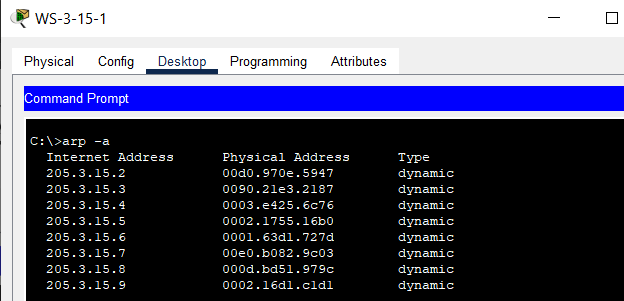 WS-3-15-1
Physical Config Desktop Programming Attributes
Command Prompt
C:\>arp -a
Internet Address Physical Address Type
205.3.15.2 00d0.970e.5947 dynamic
205.3.15.3 0090.21e3.2187 dynamic
205.3.15.4 0003.e425.6c76 dynamic
205.3.15.5 0002.1755.16b0 dynamic
205.3.15.6 0001.63d1.727d dynamic
205.3.15.7 00e0.b082.9c03 dynamic
205.3.15.8 000d.bd51.979c dynamic
205.3.15.9 0002.16d1.c1d1 dynamic